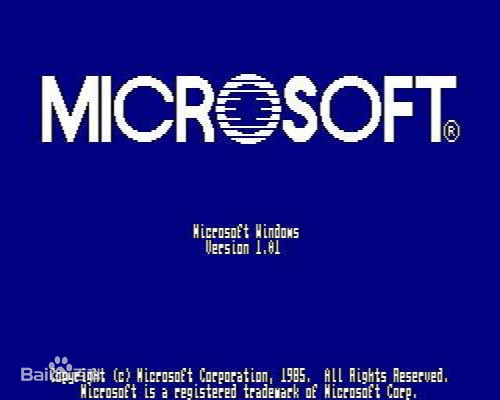 MICROSOFT®
Microsoft Windows
Version 1.01
Copyright (c) Microsoft Corporation, 1985. All Rights Reserved.
Microsoft is a registered trademark of Microsoft Corp.
Bai